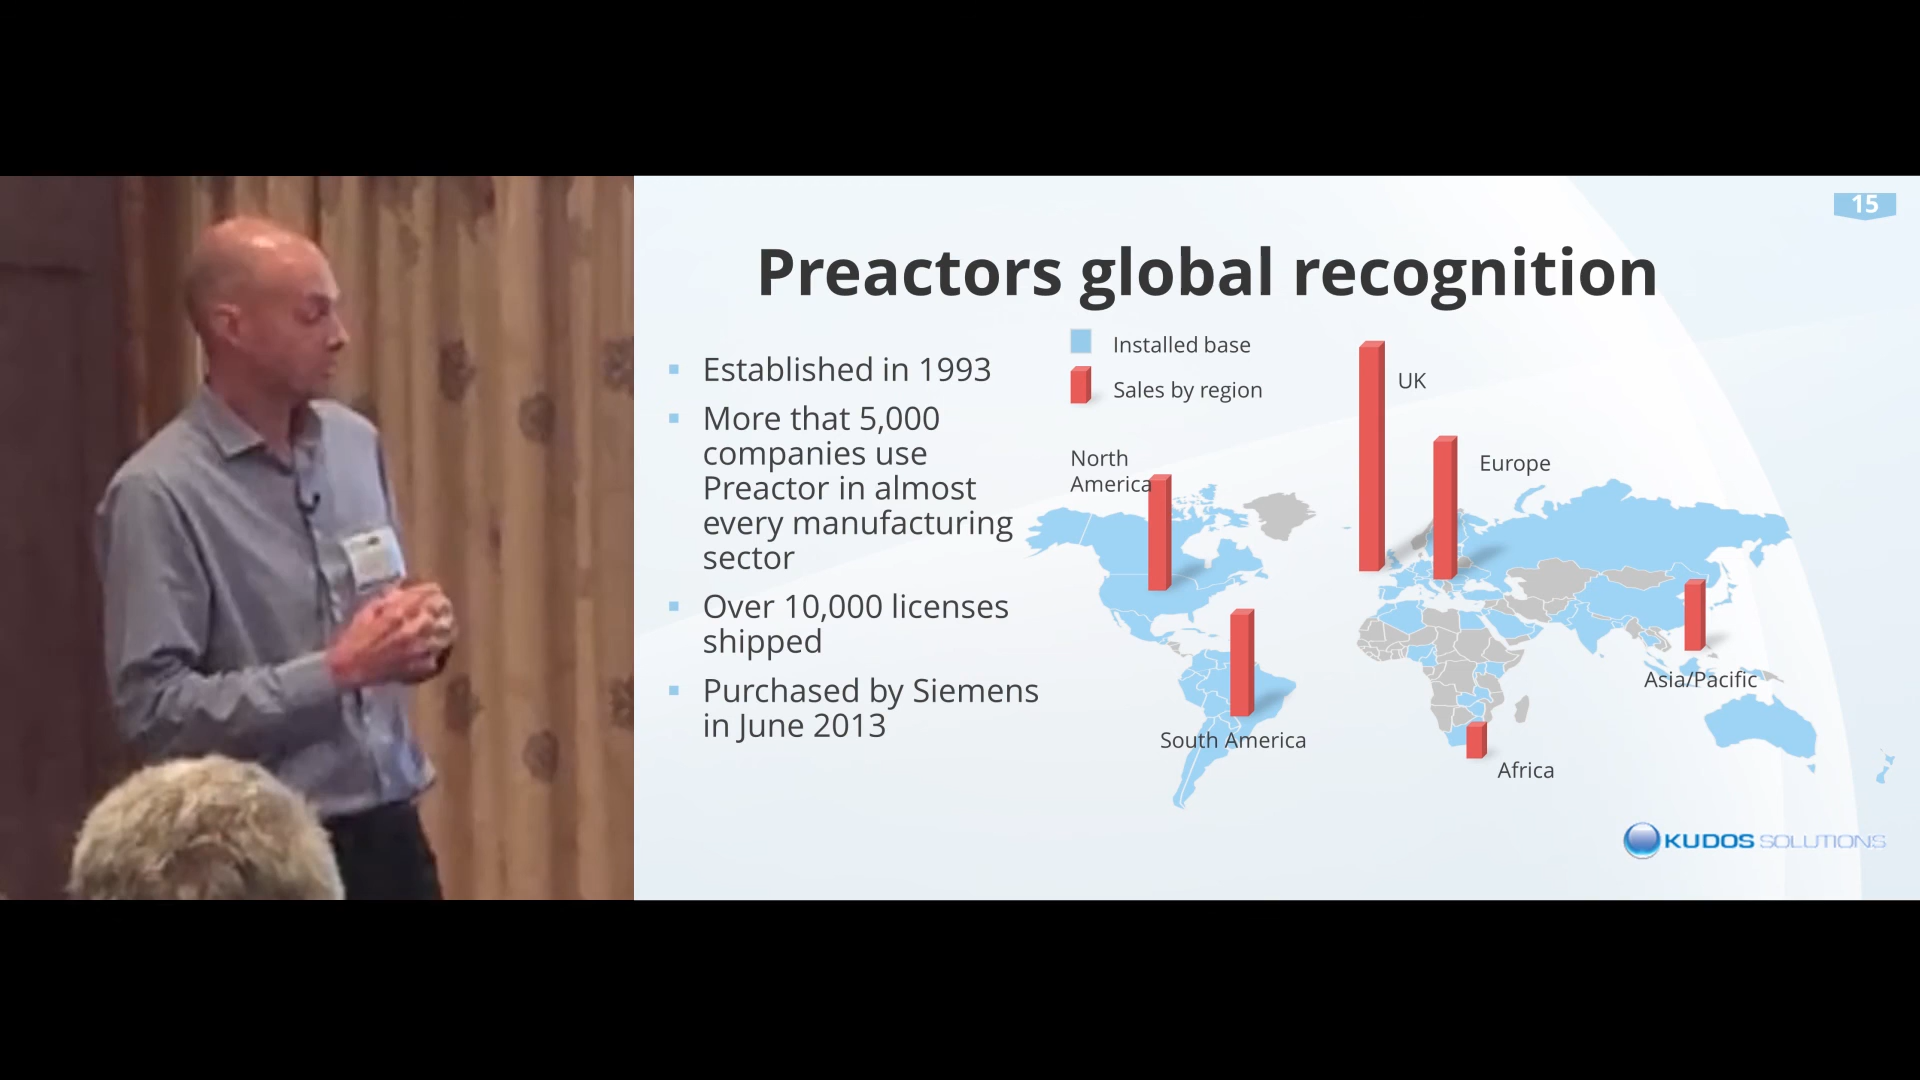 15
Preactors global recognition
Established in 1993
More that 5,000
companies use
Preactor in almost
every manufacturing
sector
Over 10,000 licenses
shipped
Purchased by Siemens
in June 2013
Installed base
Sales by region
UK
Europe
North
America
South America
Asia/Pacific
Africa
KUDOS SOLUTIONS